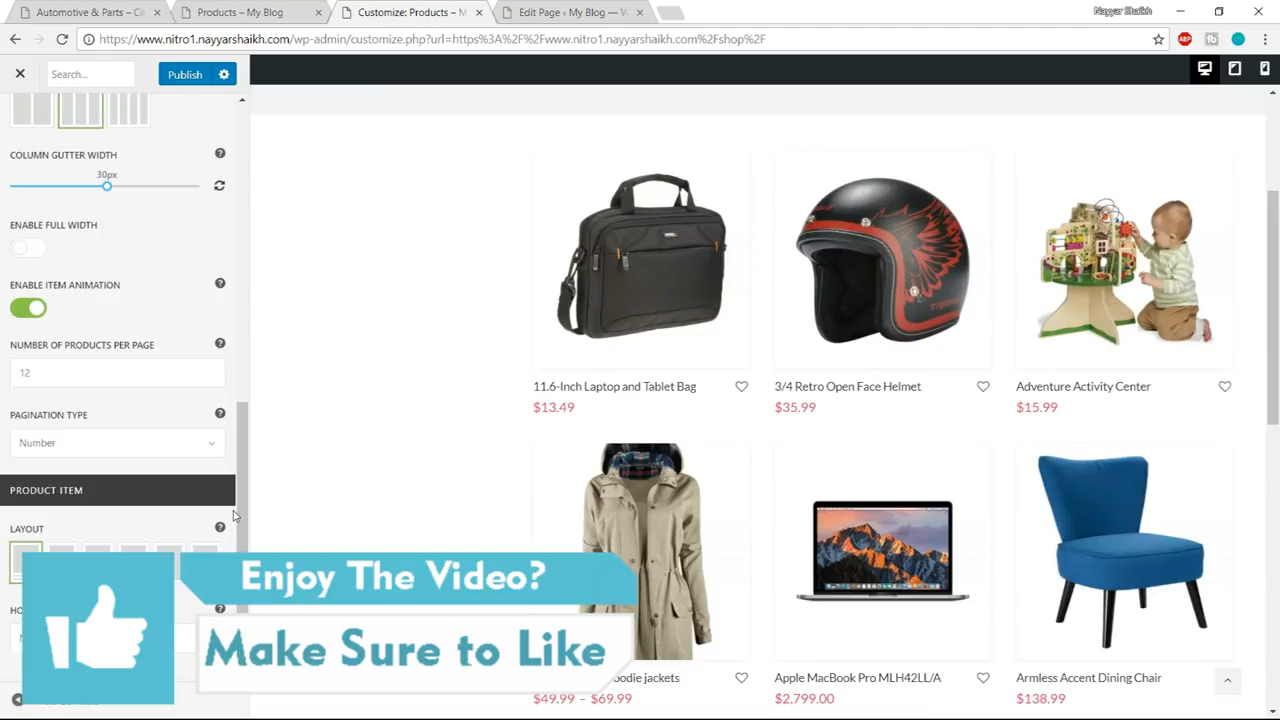 Automotive & Parts – Cit
Products – My Blog
Customize: Products – M
Edit Page ‹ My Blog — W
Nayyar Shaikh
https://www.nitro1.nayyarshaikh.com/wp-admin/customize.php?url=https%3A%2F%2Fwww.nitro1.nayyarshaikh.com%2Fshop%2F
ABP
Search...
Publish
COLUMN GUTTER WIDTH
30px
ENABLE FULL WIDTH
ENABLE ITEM ANIMATION
NUMBER OF PRODUCTS PER PAGE
12
PAGINATION TYPE
Number
PRODUCT ITEM
LAYOUT
11.6-Inch Laptop and Tablet Bag
$13.49
3/4 Retro Open Face Helmet
$35.99
Adventure Activity Center
$15.99
Enjoy The Video?
Make Sure to Like
oodie jackets
$49.99 – $69.99
Apple MacBook Pro MLH42LL/A
$2,799.00
Armless Accent Dining Chair
$138.99